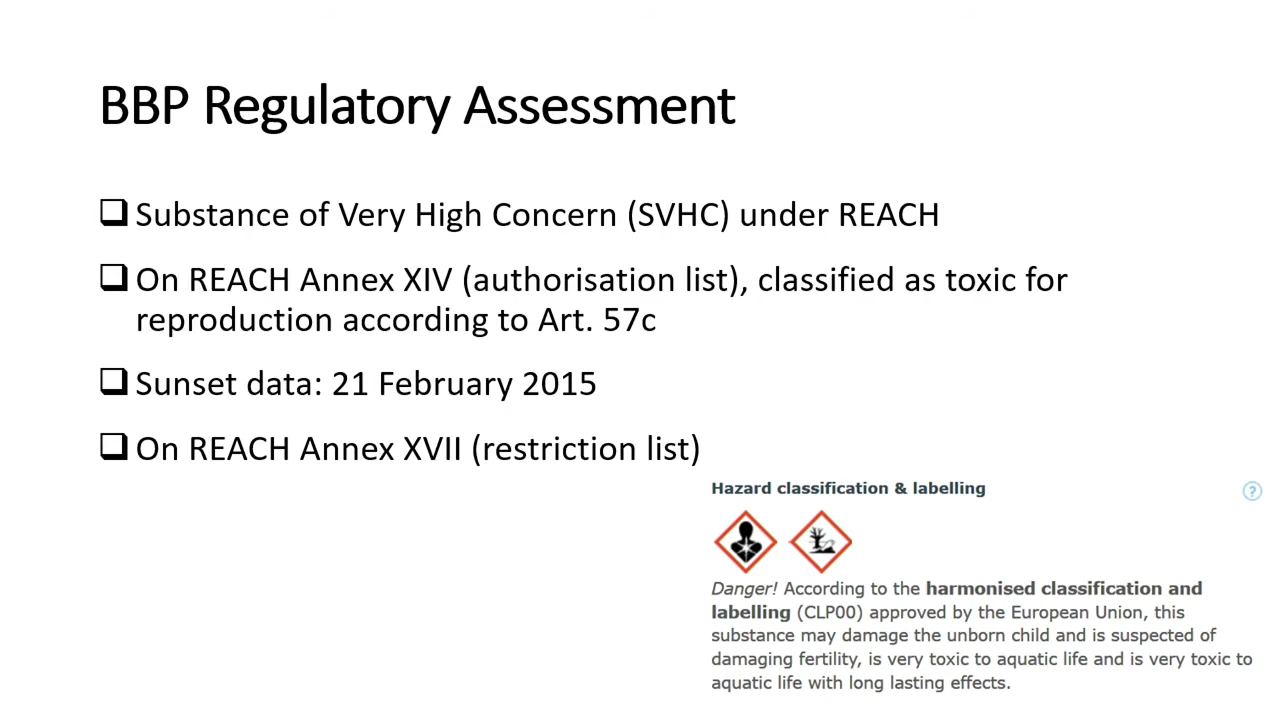 BBP Regulatory Assessment
❑ Substance of Very High Concern (SVHC) under REACH
❑ On REACH Annex XIV (authorisation list), classified as toxic for
reproduction according to Art. 57c
❑ Sunset data: 21 February 2015
❑ On REACH Annex XVII (restriction list)
Hazard classification & labelling ?
Danger! According to the harmonised classification and
labelling (CLP00) approved by the European Union, this
substance may damage the unborn child and is suspected of
damaging fertility, is very toxic to aquatic life and is very toxic to
aquatic life with long lasting effects.